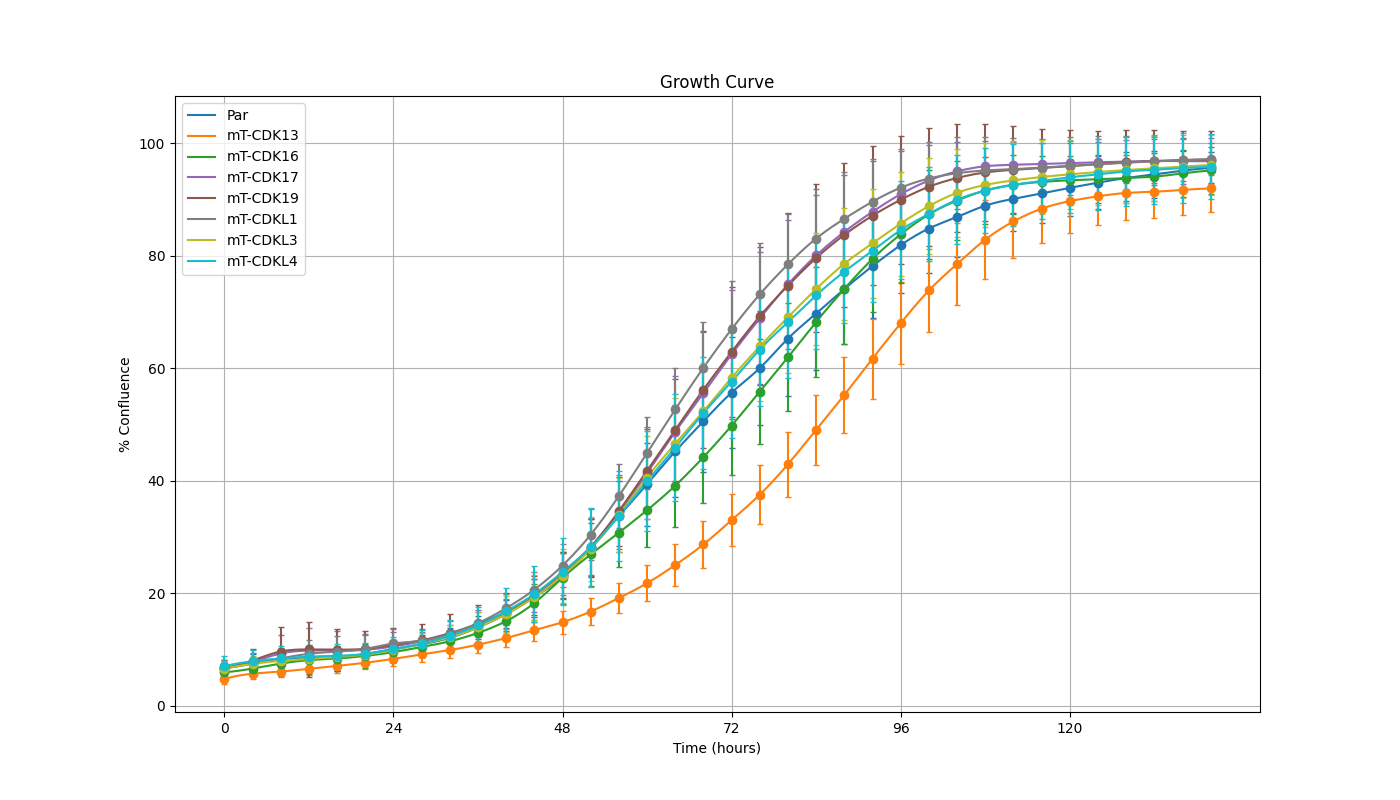 Growth Curve
Par
mT-CDK13
mT-CDK16
mT-CDK17
mT-CDK19
mT-CDKL1
mT-CDKL3
mT-CDKL4
% Confluence
100
80
60
40
20
0
0 24 48 72 96 120
Time (hours)